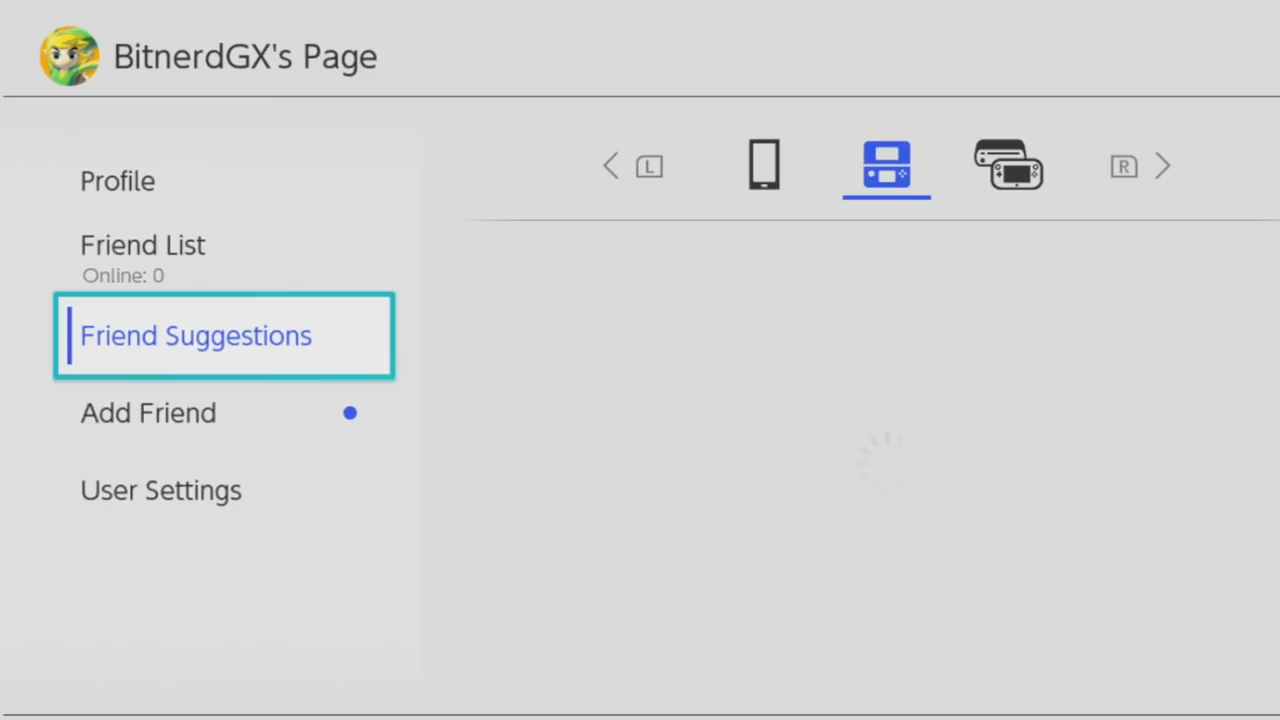 BitnerdGX's Page
Profile
Friend List
Online: 0
Friend Suggestions
Add Friend
User Settings
L
R